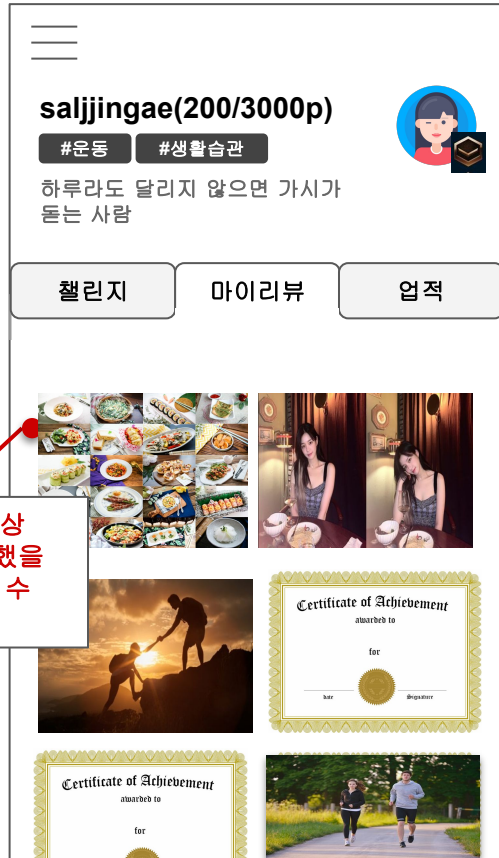 saljjingae(200/3000p)
#운동 #생활습관
하루라도 달리지 않으면 가시가
돋는 사람
챌린지 마이리뷰 업적
상
했을
수
Certificate of Achievement
awarded to
for
Date Signature
Certificate of Achievement
awarded to
for